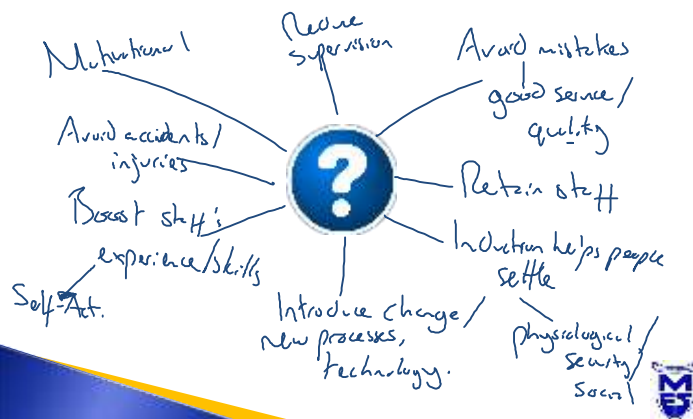 Motivational
Reduce
supervision
Avoid mistakes
good service/
quality
Avoid accidents/
injuries
Retain staff
Boost staff's
experience/skills
Self-Act.
Induction helps people
settle
physiological/
security/
social
Introduce change/
new processes,
technology.
?